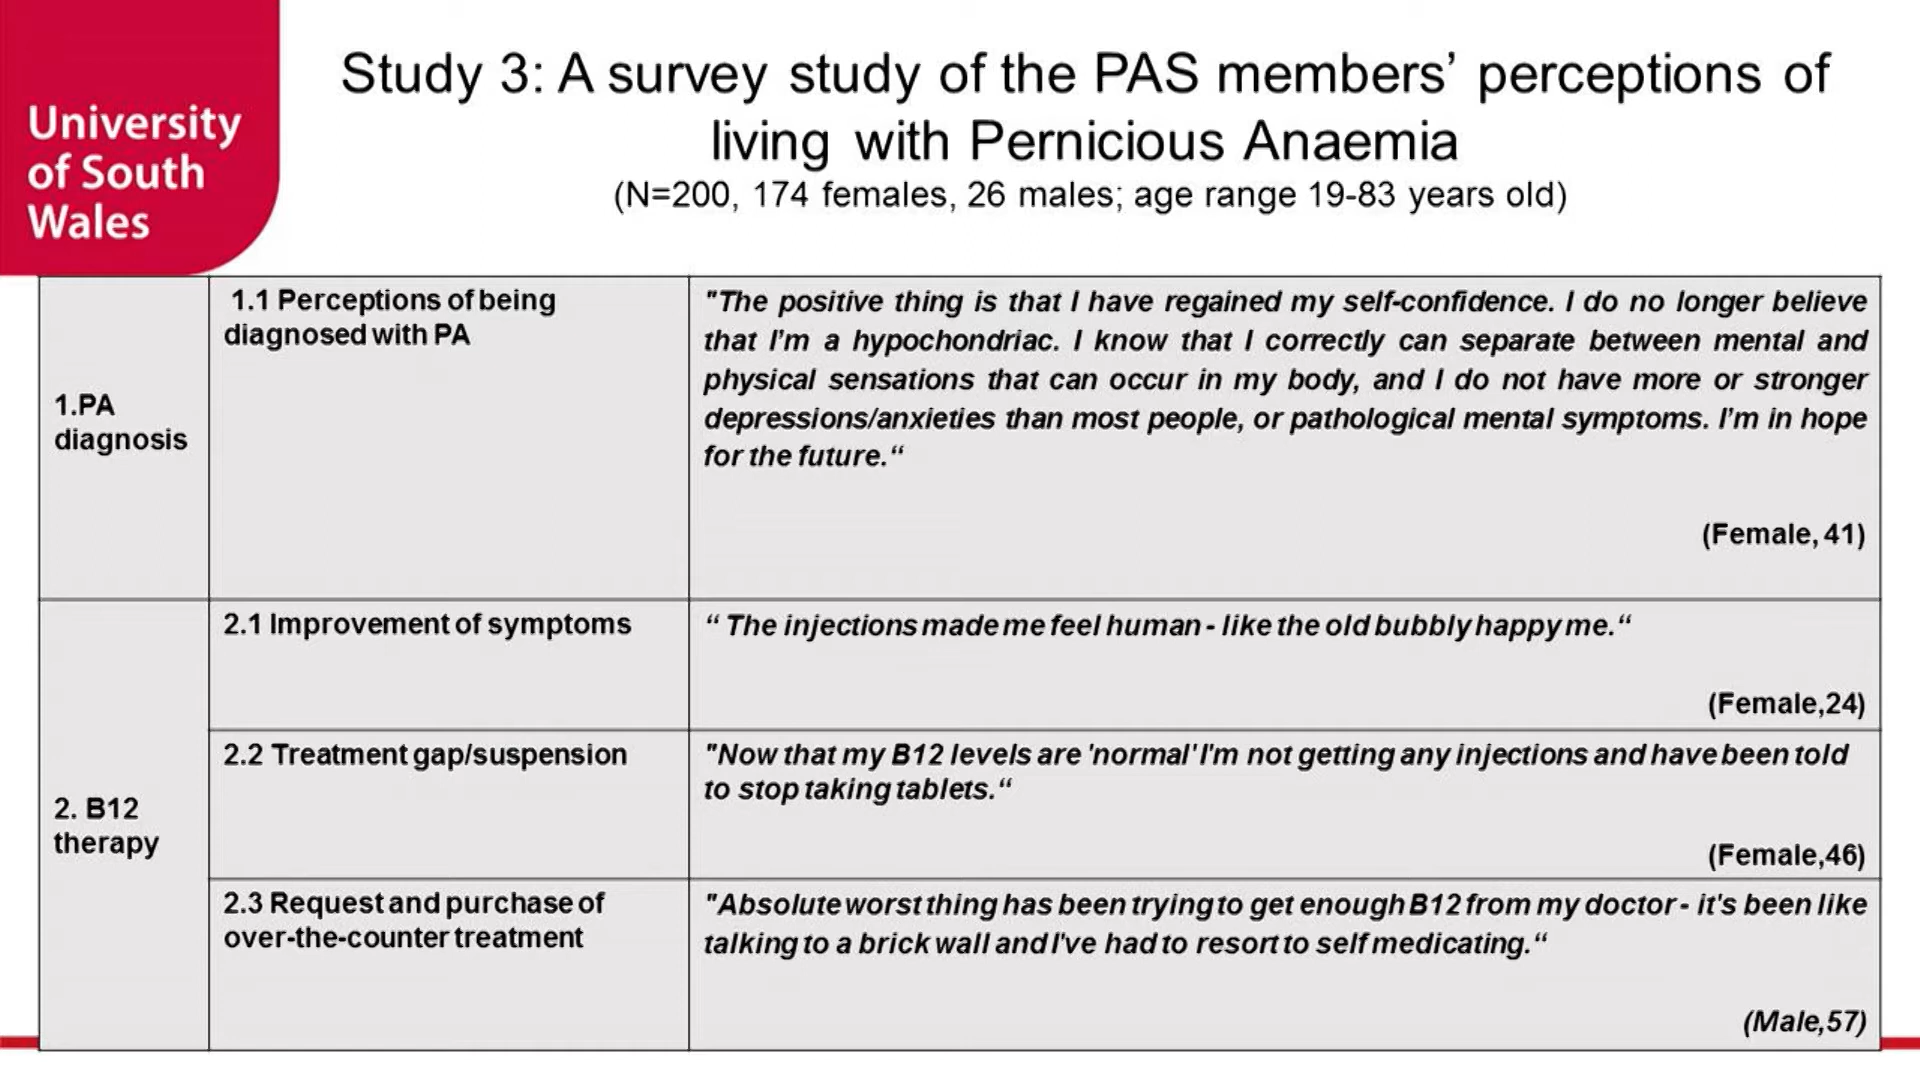 University
of South
Wales
Study 3: A survey study of the PAS members’ perceptions of
living with Pernicious Anaemia
(N=200, 174 females, 26 males; age range 19-83 years old)
1.PA
diagnosis
1.1 Perceptions of being
diagnosed with PA
"The positive thing is that I have regained my self-confidence. I do no longer believe
that I’m a hypochondriac. I know that I correctly can separate between mental and
physical sensations that can occur in my body, and I do not have more or stronger
depressions/anxieties than most people, or pathological mental symptoms. I’m in hope
for the future.“
(Female, 41)
2. B12
therapy
2.1 Improvement of symptoms
“ The injections made me feel human - like the old bubbly happy me.“
(Female,24)
2.2 Treatment gap/suspension
"Now that my B12 levels are 'normal' I'm not getting any injections and have been told
to stop taking tablets.“
(Female,46)
2.3 Request and purchase of
over-the-counter treatment
"Absolute worst thing has been trying to get enough B12 from my doctor - it's been like
talking to a brick wall and I've had to resort to self medicating.“
(Male,57)